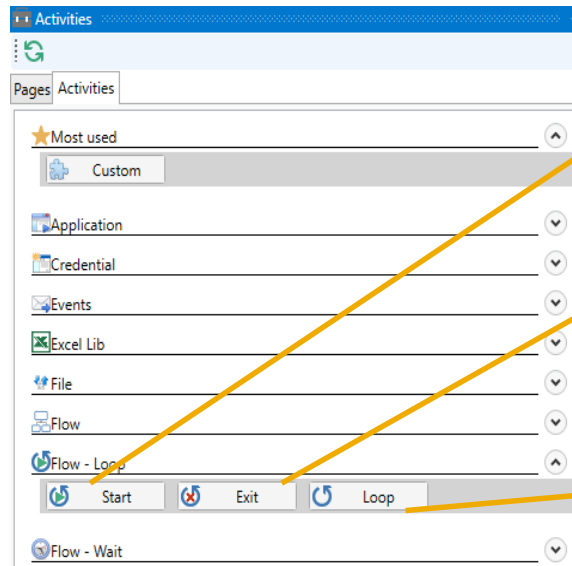 Activities
Pages Activities
Most used
Custom
Application
Credential
Events
Excel Lib
File
Flow
Flow - Loop
Start Exit Loop
Flow - Wait